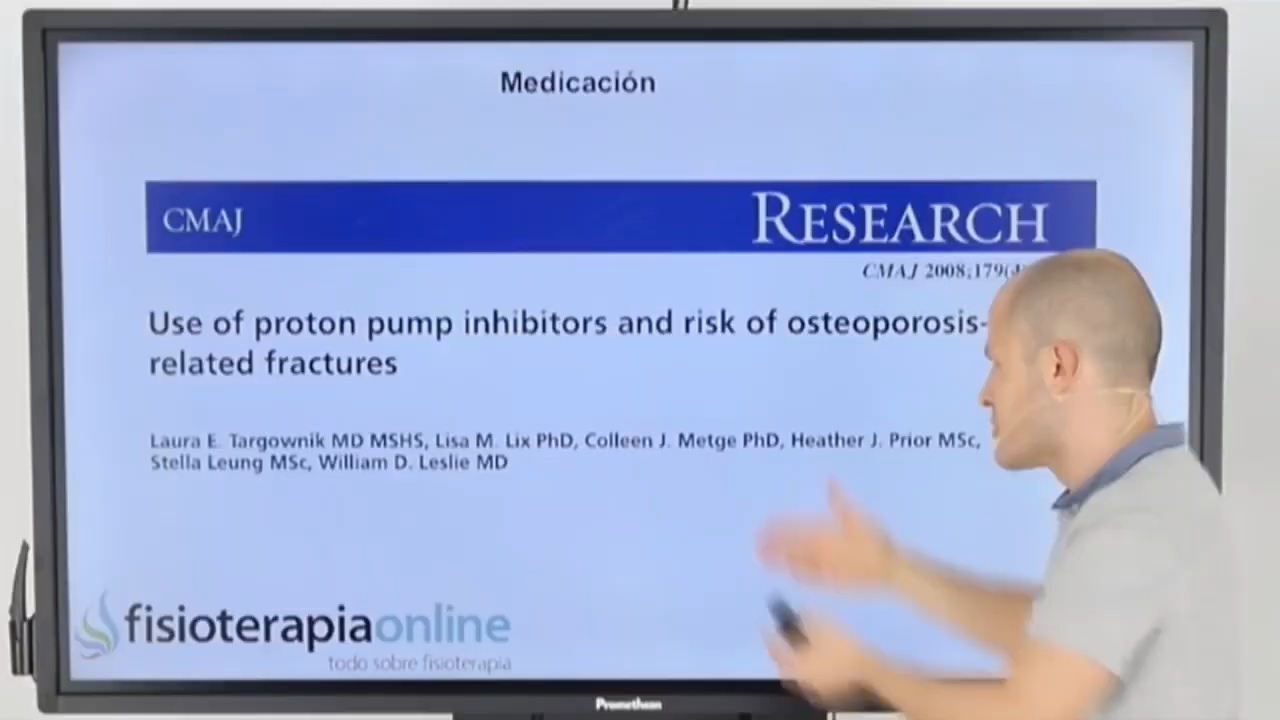 Medicación
CMAJ
RESEARCH
CMAJ 2008;179(4
Use of proton pump inhibitors and risk of osteoporosis-
related fractures
Laura E. Targownik MD MSHS, Lisa M. Lix PhD, Colleen J. Metge PhD, Heather J. Prior MSc,
Stella Leung MSc, William D. Leslie MD
fisioterapiaonline
todo sobre fisioterapia
Promethean